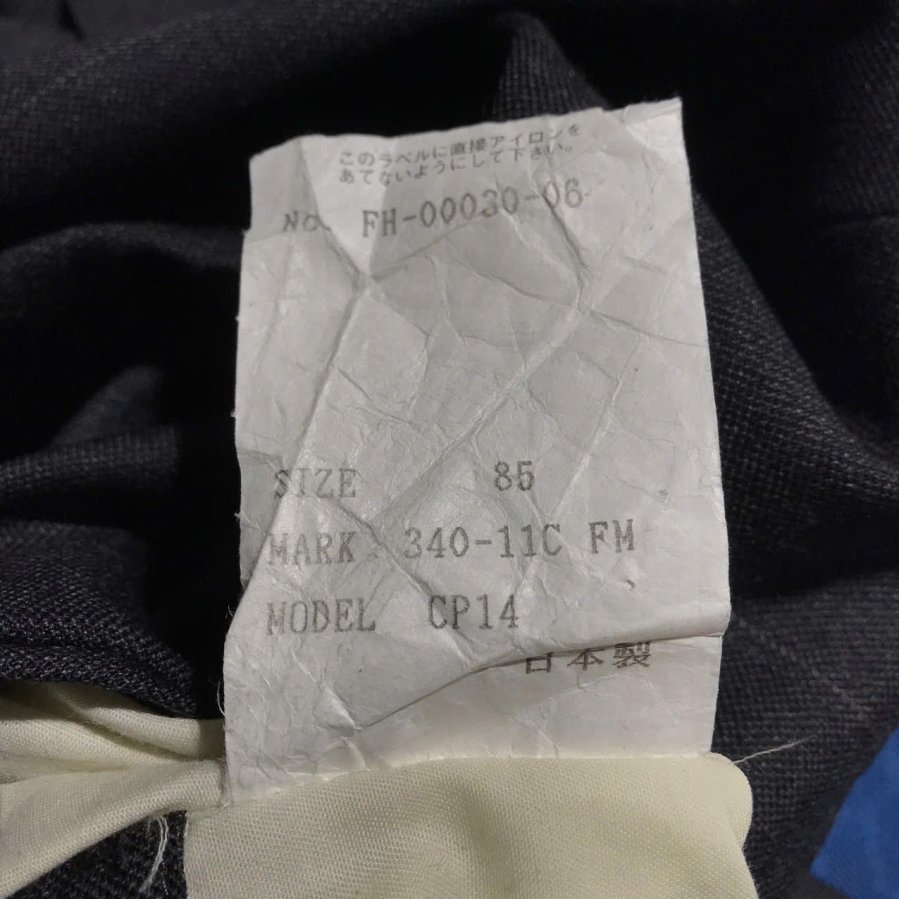 このラベルに直接アイロンを
あてないようにして下さい。
NO. FH-00030-06
SIZE 85
MARK 340-11C FM
MODEL CP14
日本製